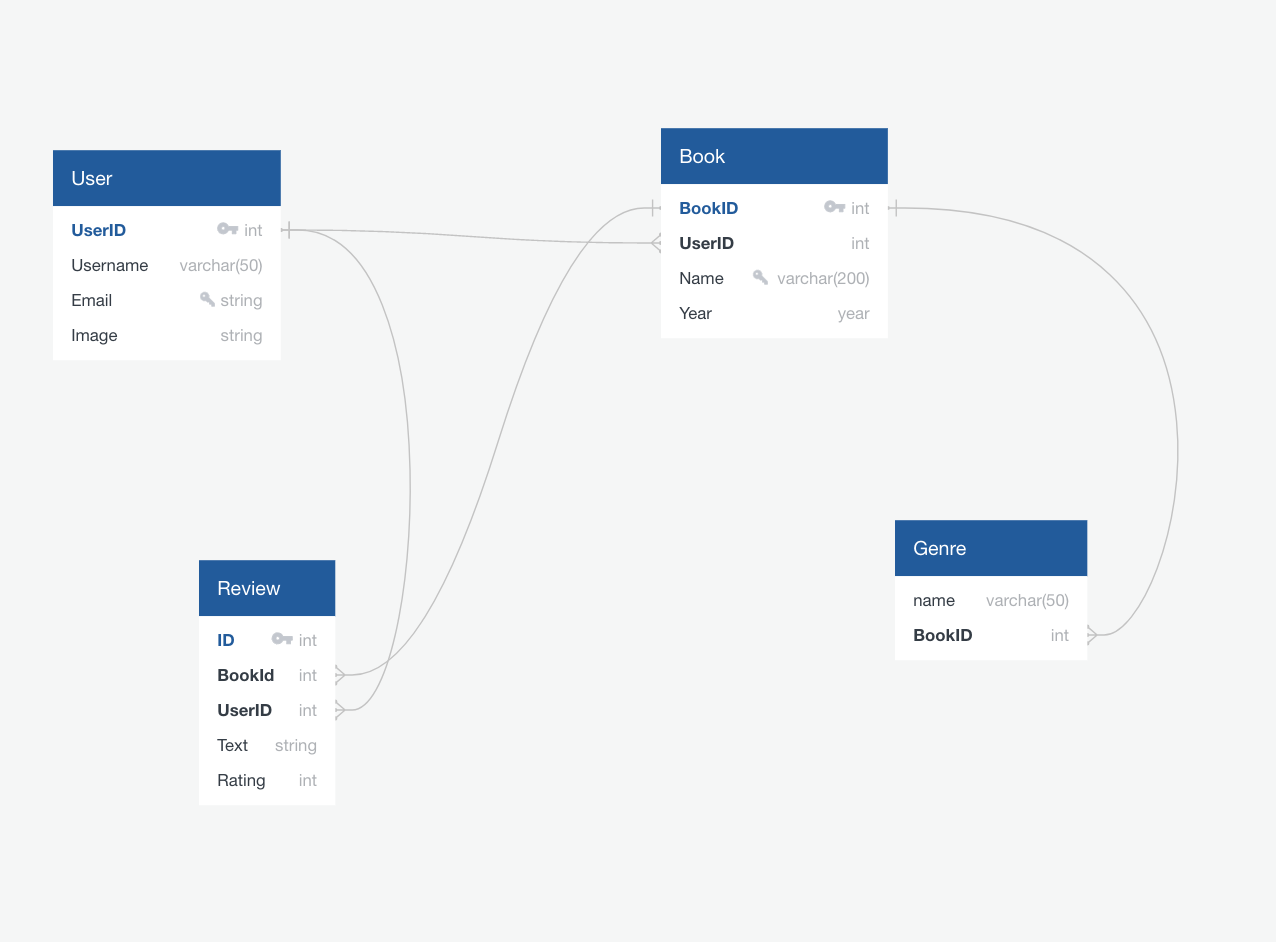 User
UserID int
Username varchar(50)
Email string
Image string
Book
BookID int
UserID int
Name varchar(200)
Year year
Review
ID int
BookId int
UserID int
Text string
Rating int
Genre
name varchar(50)
BookID int